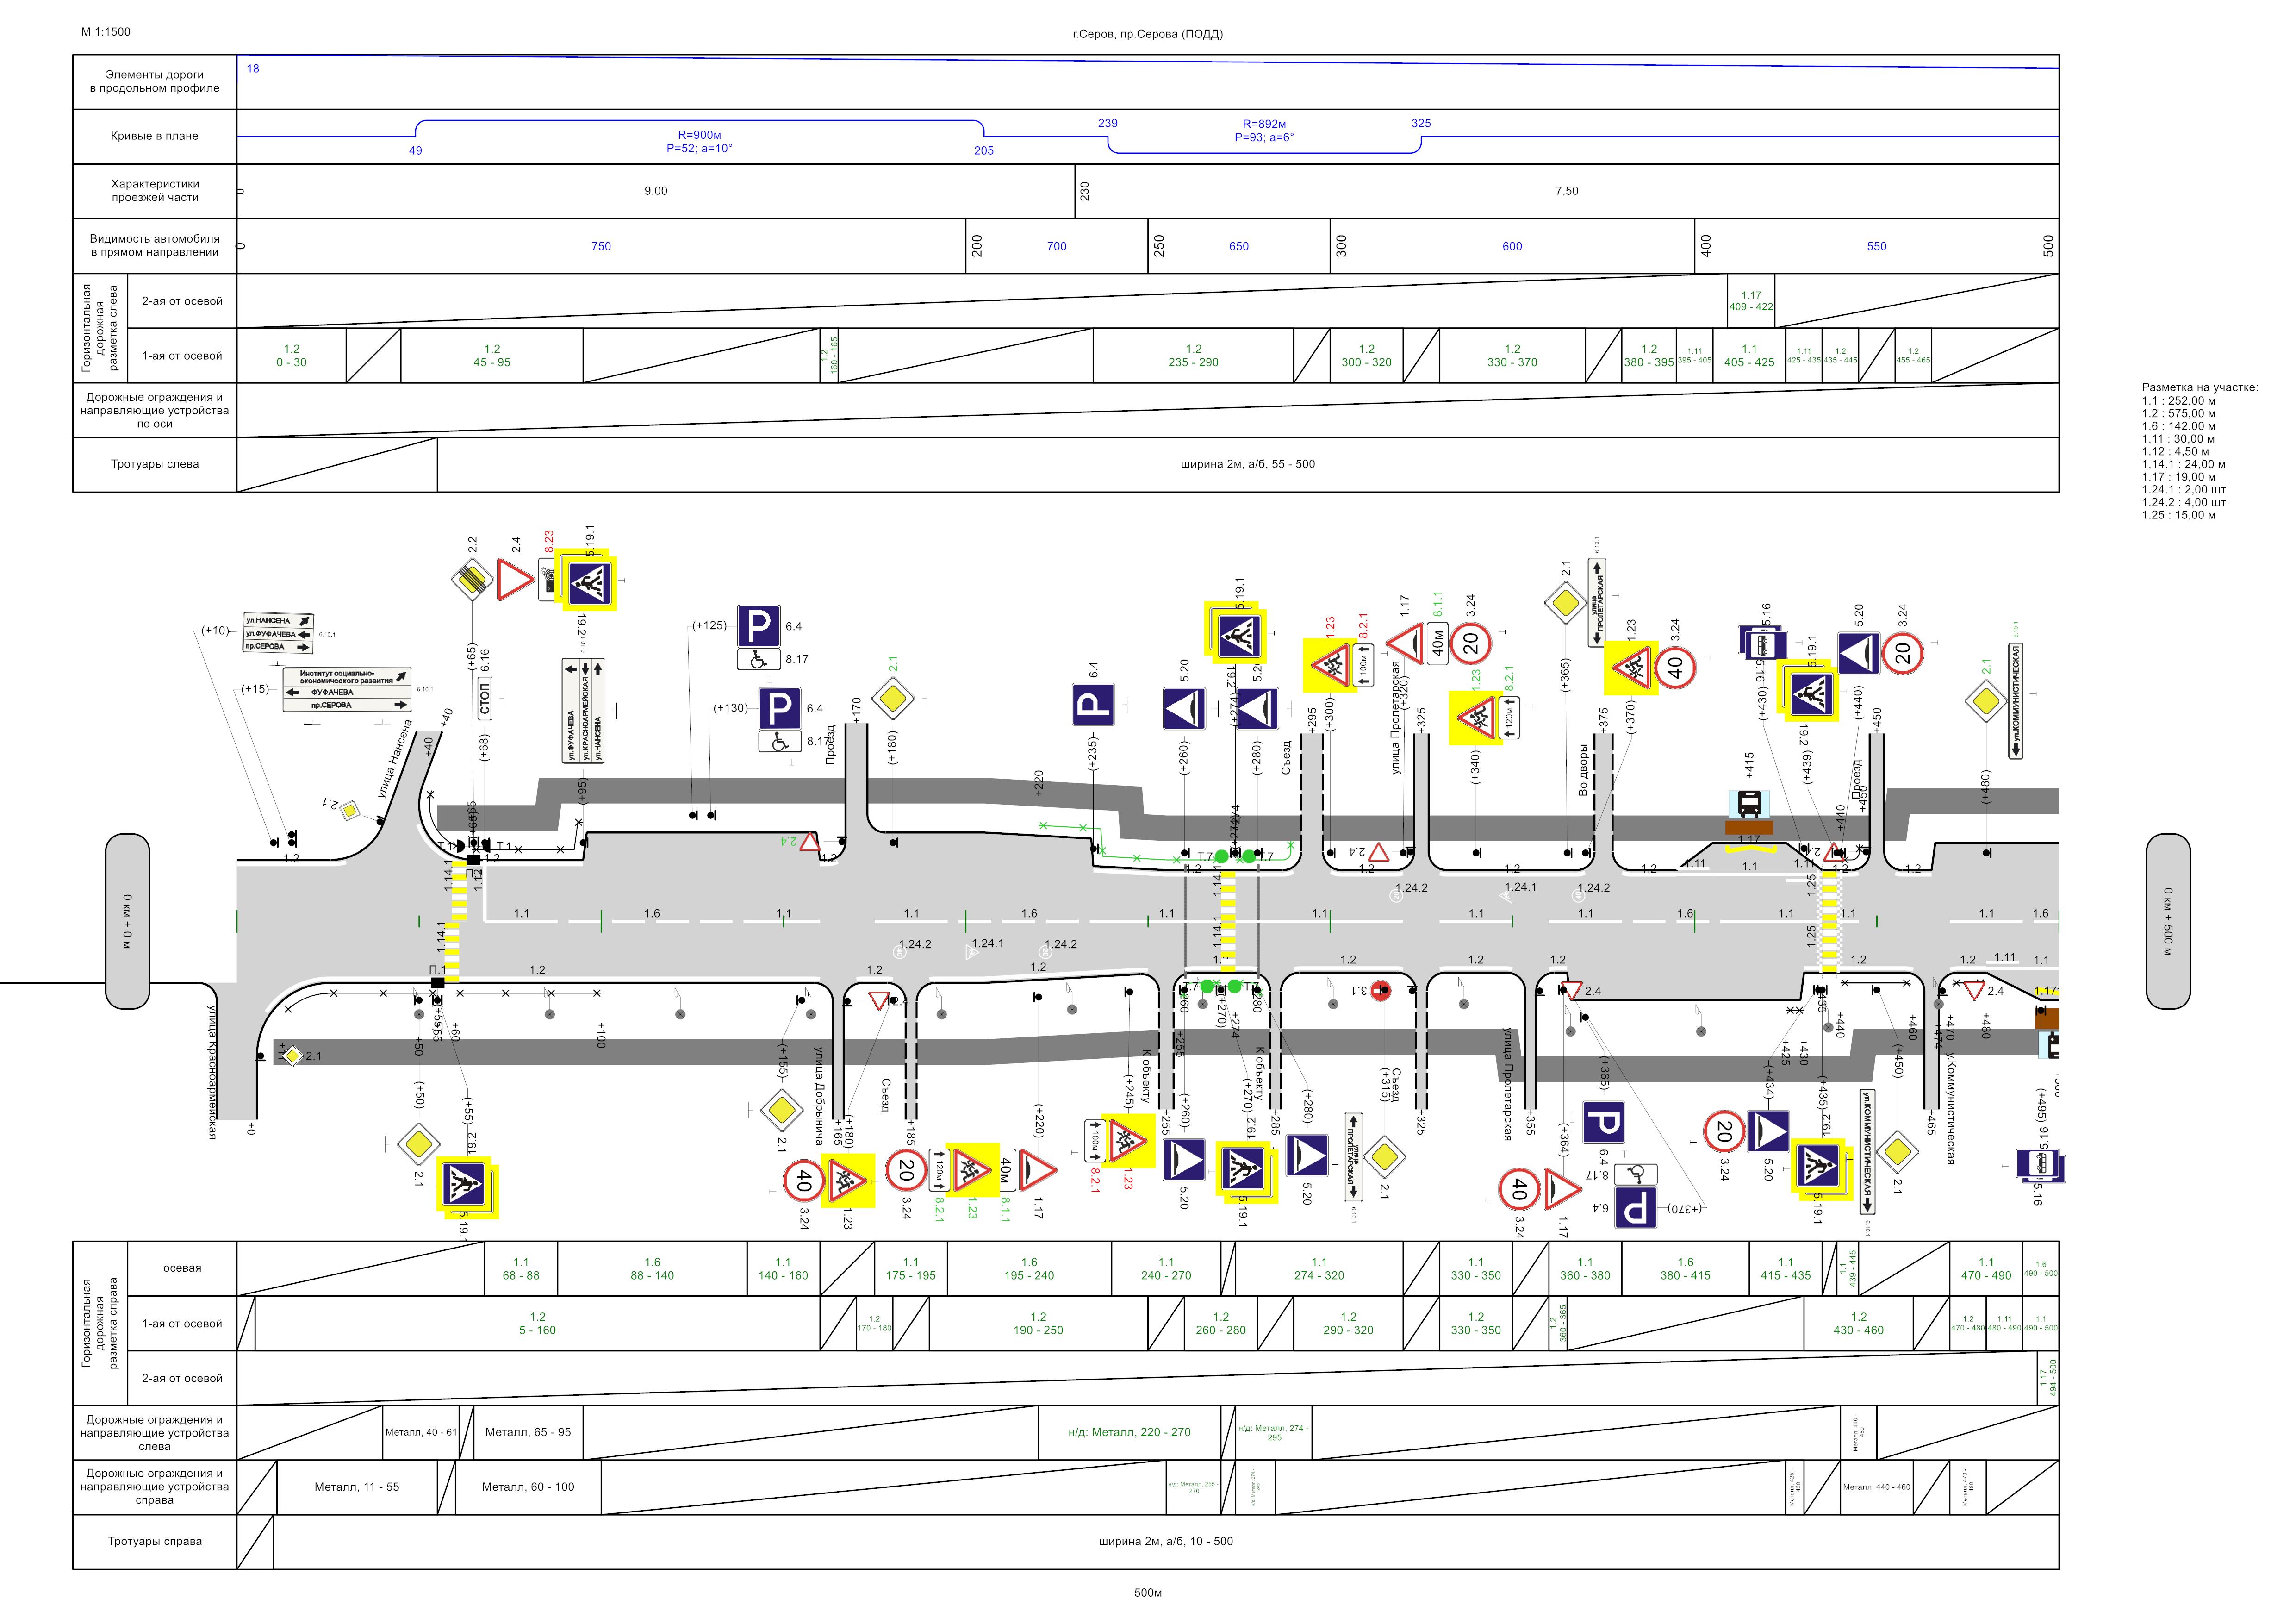 М 1:1500
г.Серов, пр.Серова (ПОДД)
Элементы дороги
в продольном профиле
18
Кривые в плане
49
R=900м
Р=52; а=10°
205
239
R=892м
Р=93; а=6°
325
Характеристики
проезжей части
0
9,00
230
7,50
Видимость автомобиля
в прямом направлении
0
750
200
700
250
650
300
600
400
550
500
Горизонтальная
дорожная
разметка слева
2-ая от осевой
1.17
409 - 422
1-ая от осевой
1.2
0 - 30
1.2
45 - 95
1.2
160 - 165
1.2
235 - 290
1.2
300 - 320
1.2
330 - 370
1.2
380 - 395
1.11
395 - 405
1.1
405 - 425
1.11
425 - 435
1.2
435 - 445
1.2
455 - 465
Дорожные ограждения и
направляющие устройства
по оси
Тротуары слева
ширина 2м, а/б, 55 - 500
Разметка на участке:
1.1 : 252,00 м
1.2 : 575,00 м
1.6 : 142,00 м
1.11 : 30,00 м
1.12 : 4,50 м
1.14.1 : 24,00 м
1.17 : 19,00 м
1.24.1 : 2,00 шт
1.24.2 : 4,00 шт
1.25 : 15,00 м
(+10)
ул.НАНСЕНА
ул.ФУФАЧЕВА
пр.СЕРОВА
6.10.1
(+15)
Институт социально-
экономического развития
ФУФАЧЕВА
пр.СЕРОВА
6.19.1
улица Нансена
+40
+40
2.1
2.2
2.4
8.23
5.19.1
(+65)
6.16
СТОП
(+68)
19.2
6.10.1
ул.ФУФАЧЕВА
ул.КРАСНОАРМЕЙСКАЯ
ул.НАНСЕНА
(+95)
(+125)
P
6.4
8.17
(+130)
P
6.4
8.17
Проезд
+170
2.1
(+180)
2.4
+220
P
6.4
(+235)
5.20
(+260)
5.19.1
(+274)
(+280)
Съезд
+295
1.23
8.2.1
100м
(+300)
1.17
8.1.1
40м
3.24
20
улица Пролетарская
(+320)
+325
2.4
1.23
8.2.1
120м
(+340)
2.1
6.10.1
улица
ПРОЛЕТАРСКАЯ
(+365)
Во дворы
+375
1.23
3.24
40
(+370)
+415
5.16
5.16
(+430)
5.19.1
19.2
(+439)
5.20
3.24
20
(+440)
Проезд
+450
+440
+450
2.1
6.10.1
ул.КОММУНИСТИЧЕСКАЯ
(+480)
0 км + 0 м
0 км + 500 м
1.2
Т.1
Т.1
1.2
1.14.1
1.12
1.14.1
П.1
1.1
1.6
1.1
1.2
1.1
1.6
1.1
1.14.1
1.14.1
Т.7
1.2
1.1
1.2
1.2
1.24.2
1.24.1
1.24.2
1.1
1.1
1.2
1.11
1.6
1.17
1.1
1.11
1.1
1.25
1.25
1.2
1.1
1.2
1.1
1.6
1.2
1.2
1.24.2
1.24.1
1.24.2
1.2
1.2
1.2
1.2
1.2
1.2
1.11
1.1
1.17
улица Красноармейская
+0
2.1
+50
(+50)
2.1
+60
(+55)
19.2
5.19.1
+100
(+155)
2.1
улица Добрынича
+165
(+180)
40
3.24
1.23
Съезд
+185
20
3.24
120м
8.2.1
1.23
40м
8.1.1
1.17
(+220)
(+245)
100м
8.2.1
1.23
К объекту
+255
+255
+260
(+260)
5.20
(+270)
+274
(+270)
19.2
5.19.1
К объекту
+280
+285
(+280)
5.20
улица
ПРОЛЕТАРСКАЯ
6.10.1
3.1
(+315)
2.1
Съезд
+325
улица Пролетарская
+355
2.4
(+364)
40
3.24
1.17
(+365)
P
6.4
8.17
P
6.4
(+370)
+425
+430
+435
+440
(+434)
20
3.24
5.20
(+435)
19.2
5.19.1
ул.КОММУНИСТИЧЕСКАЯ
6.10.1
(+450)
2.1
+460
+465
+470
+474
у.Коммунистическая
2.4
+480
(+495)
5.16
5.16
Горизонтальная
дорожная
разметка справа
осевая
1.1
68 - 88
1.6
88 - 140
1.1
140 - 160
1.1
175 - 195
1.6
195 - 240
1.1
240 - 270
1.1
274 - 320
1.1
330 - 350
1.1
360 - 380
1.6
380 - 415
1.1
415 - 435
1.1
439 - 445
1.1
470 - 490
1.6
490 - 500
1-ая от осевой
1.2
5 - 160
1.2
170 - 180
1.2
190 - 250
1.2
260 - 280
1.2
290 - 320
1.2
330 - 350
1.2
360 - 365
1.2
430 - 460
1.2
470 - 480
1.11
480 - 490
1.1
490 - 500
2-ая от осевой
1.17
494 - 500
Дорожные ограждения и
направляющие устройства
слева
Металл, 40 - 61
Металл, 65 - 95
н/д: Металл, 220 - 270
н/д: Металл, 274 -
295
Металл, 440 -
450
Дорожные ограждения и
направляющие устройства
справа
Металл, 11 - 55
Металл, 60 - 100
н/д: Металл, 255 -
270
н/д: Металл, 274 -
285
Металл, 425 -
430
Металл, 440 - 460
Металл, 470 -
480
Тротуары справа
ширина 2м, а/б, 10 - 500
500м